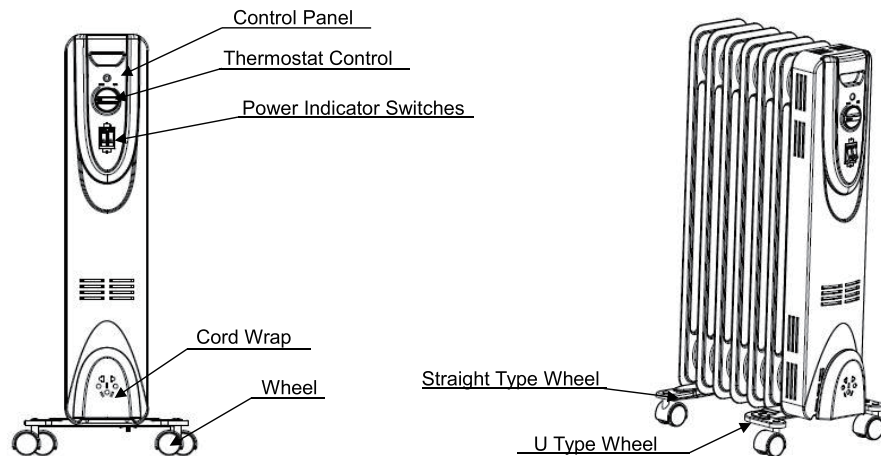 Control Panel
Thermostat Control
Power Indicator Switches
Cord Wrap
Wheel
Straight Type Wheel
U Type Wheel